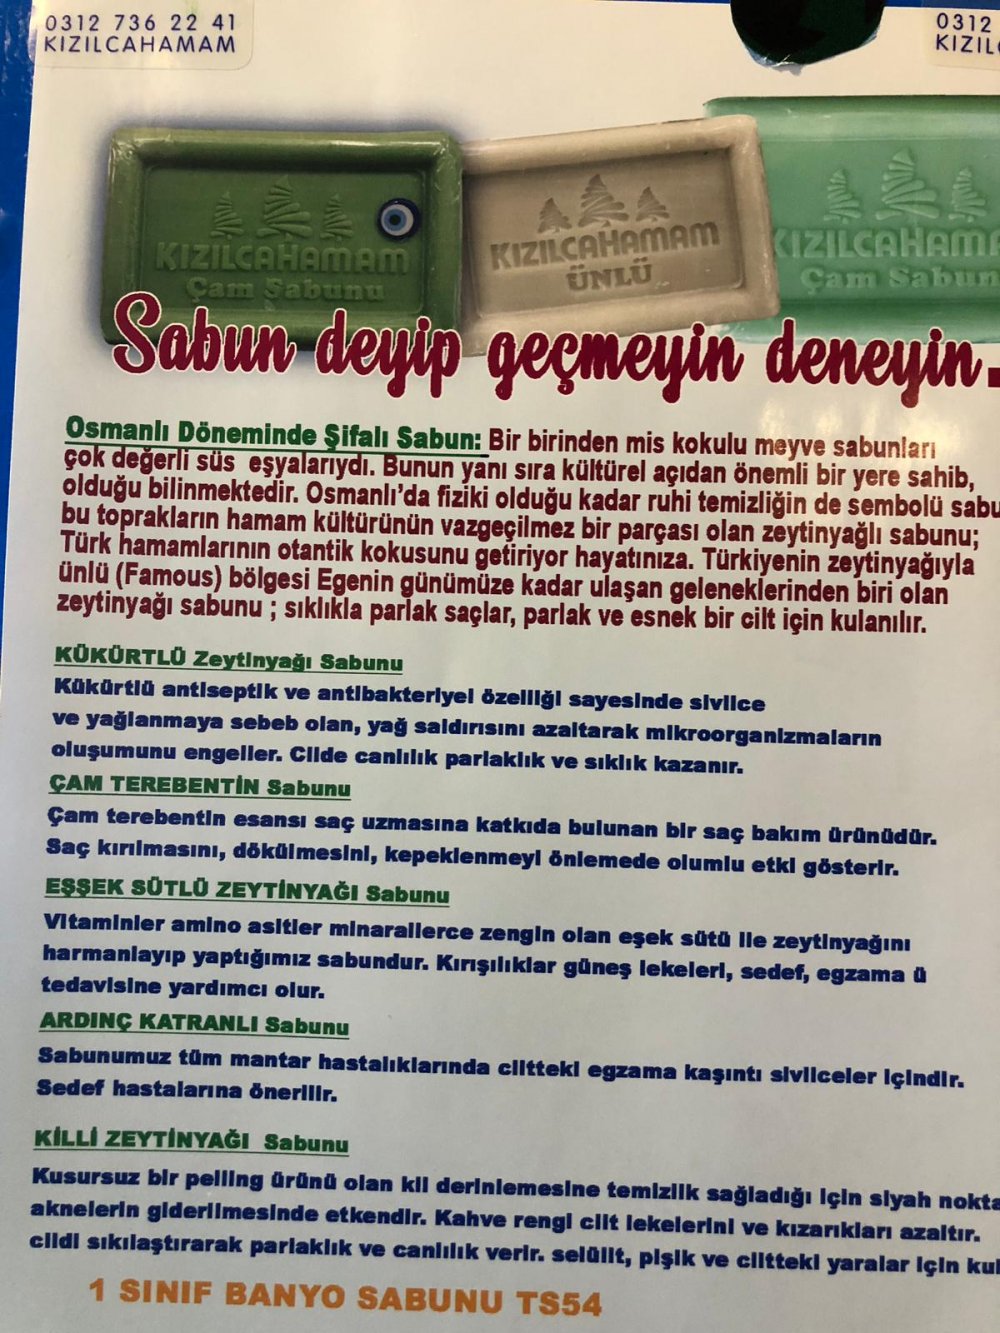 0312 736 22 41
KIZILCAHAMAM
0312
KIZILC
KIZILCAHAMAM
Çam Sabunu
KIZILCAHAMAM
ÜNLÜ
KIZILCAHAMAM
Çam Sabunu
Sabun deyip geçmeyin deneyin.
Osmanlı Döneminde Şifalı Sabun: Bir birinden mis kokulu meyve sabunları
çok değerli süs eşyalarıydı. Bunun yanı sıra kültürel açıdan önemli bir yere sahib,
olduğu bilinmektedir. Osmanlı'da fiziki olduğu kadar ruhi temizliğin de sembolü sabu
bu toprakların hamam kültürünün vazgeçilmez bir parçası olan zeytinyağlı sabunu;
Türk hamamlarının otantik kokusunu getiriyor hayatınıza. Türkiyenin zeytinyağıyla
ünlü (Famous) bölgesi Egenin günümüze kadar ulaşan geleneklerinden biri olan
zeytinyağı sabunu ; sıklıkla parlak saçlar, parlak ve esnek bir cilt için kulanılır.
KÜKÜRTLÜ Zeytinyağı Sabunu
Kükürtlü antiseptik ve antibakteriyel özelliği sayesinde sivilce
ve yağlanmaya sebeb olan, yağ saldırısını azaltarak mikroorganizmaların
oluşumunu engeller. Cilde canlılık parlaklık ve sıklık kazanır.
ÇAM TEREBENTİN Sabunu
Çam terebentin esansı saç uzmasına katkıda bulunan bir saç bakım ürünüdür.
Saç kırılmasını, dökülmesini, kepeklenmeyi önlemede olumlu etki gösterir.
EŞŞEK SÜTLÜ ZEYTİNYAĞI Sabunu
Vitaminler amino asitler minarallerce zengin olan eşek sütü ile zeytinyağını
harmanlayıp yaptığımız sabundur. Kırışılıklar güneş lekeleri, sedef, egzama ü
tedavisine yardımcı olur.
ARDINÇ KATRANLI Sabunu
Sabunumuz tüm mantar hastalıklarında ciltteki egzama kaşıntı sivilceler içindir.
Sedef hastalarına önerilir.
KİLLİ ZEYTİNYAĞI Sabunu
Kusursuz bir peiling ürünü olan kil derinlemesine temizlik sağladığı için siyah nokta
aknelerin giderilmesinde etkendir. Kahve rengi cilt lekelerini ve kızarıkları azaltır.
cildi sıkılaştırarak parlaklık ve canlılık verir. selülit, pişik ve ciltteki yaralar için kul
1 SINIF BANYO SABUNU TS54